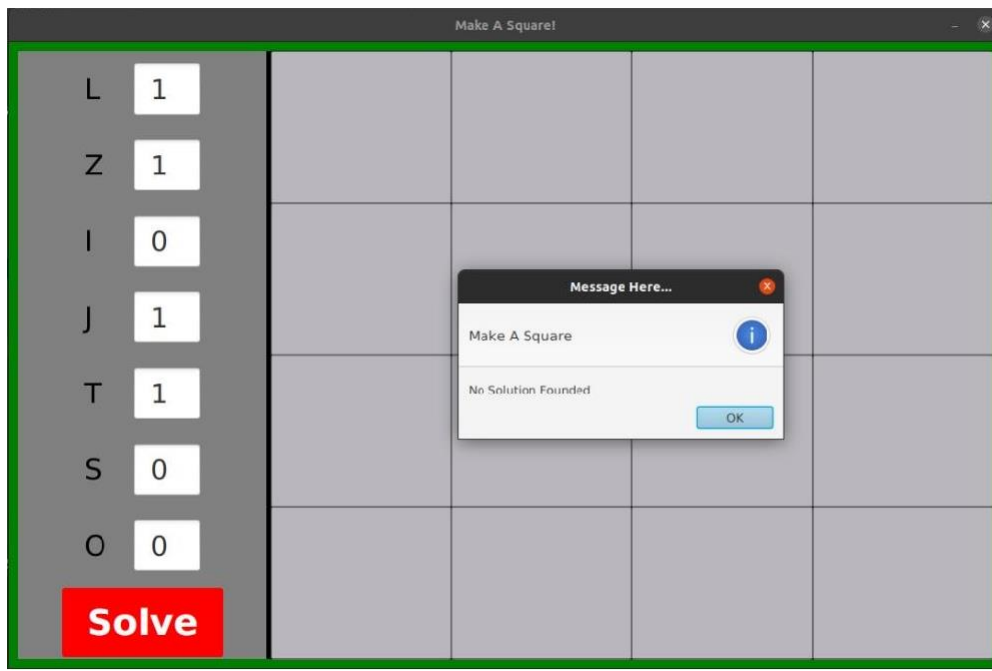 Make A Square!
L 1
Z 1
I 0
J 1
T 1
S 0
O 0
Solve
Message Here...
Make A Square
No Solution Founded
OK